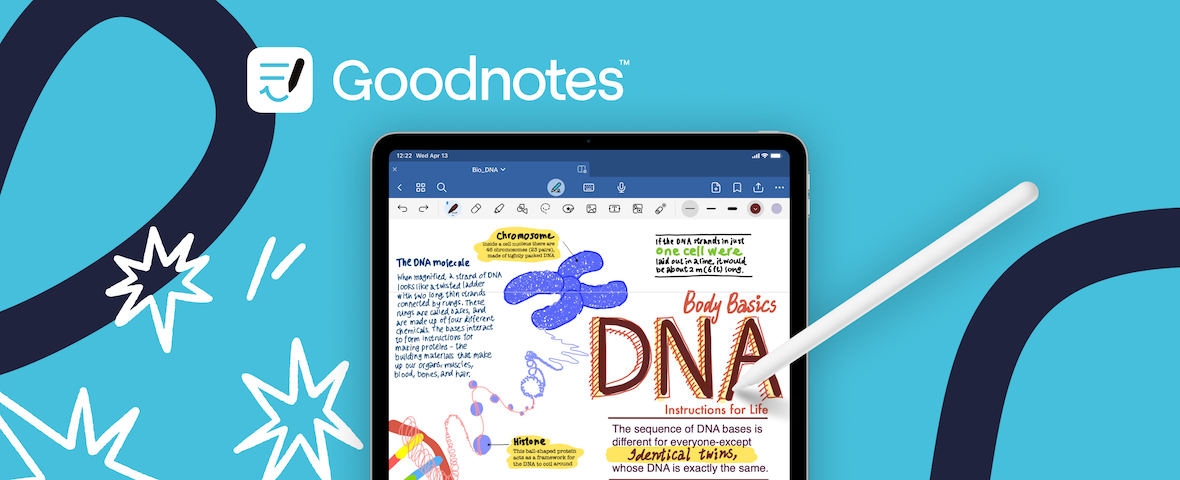 Goodnotes™
12:22 Wed Apr 13
Bio_DNA
Chromosome
Inside a cell nucleus there are
46 chromosomes (23 pairs),
made of tightly packed DNA
If the DNA strands in just
one cell were
laid out in a line, it would
be about 2 m (6 ft) long.
The DNA molecule
When magnified, a strand of DNA
looks like a twisted ladder
with two long, thin strands
connected by rungs. These
rungs are called bases, and
are made up of four different
chemicals. The bases interact
to form instructions for
making proteins – the
building materials that make
up our organs, muscles,
blood, bones, and hair.
Body Basics
DNA
Instructions for Life
The sequence of DNA bases is
different for everyone-except
Identical twins,
whose DNA is exactly the same.
Histone
This ball-shaped protein
acts as a framework for
the DNA to coil around